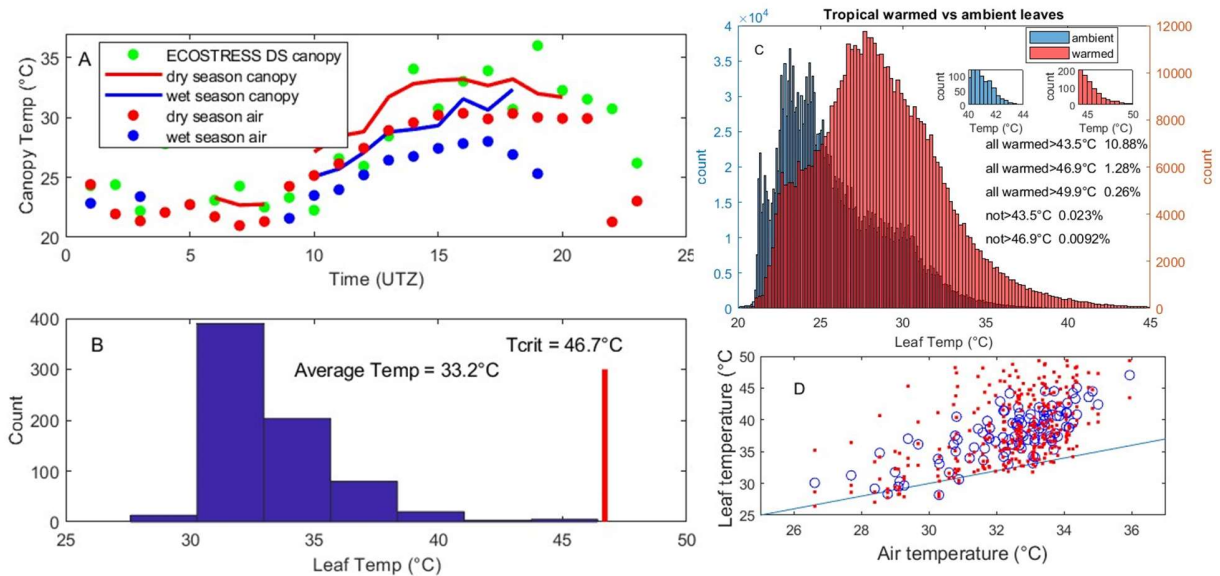 A
ECOSTRESS DS canopy
dry season canopy
wet season canopy
dry season air
wet season air
Canopy Temp (°C)
35
30
25
20
0 5 10 15 20 25
Time (UTZ)
B
Tcrit = 46.7°C
Average Temp = 33.2°C
Count
400
300
200
100
0
25 30 35 40 45 50
Leaf Temp (°C)
Tropical warmed vs ambient leaves
×10⁴
C
ambient
warmed
count
4
3.5
3
2.5
2
1.5
1
0.5
0
12000
10000
8000
6000
4000
2000
0
count
count
100
50
0
40 42 44
Temp (°C)
count
200
100
0
45 50
Temp (°C)
all warmed>43.5°C 10.88%
all warmed>46.9°C 1.28%
all warmed>49.9°C 0.26%
not>43.5°C 0.023%
not>46.9°C 0.0092%
20 25 30 35 40 45
Leaf Temp (°C)
D
Leaf temperature (°C
50
45
40
35
30
25
26 28 30 32 34 36
Air temperature (°C)